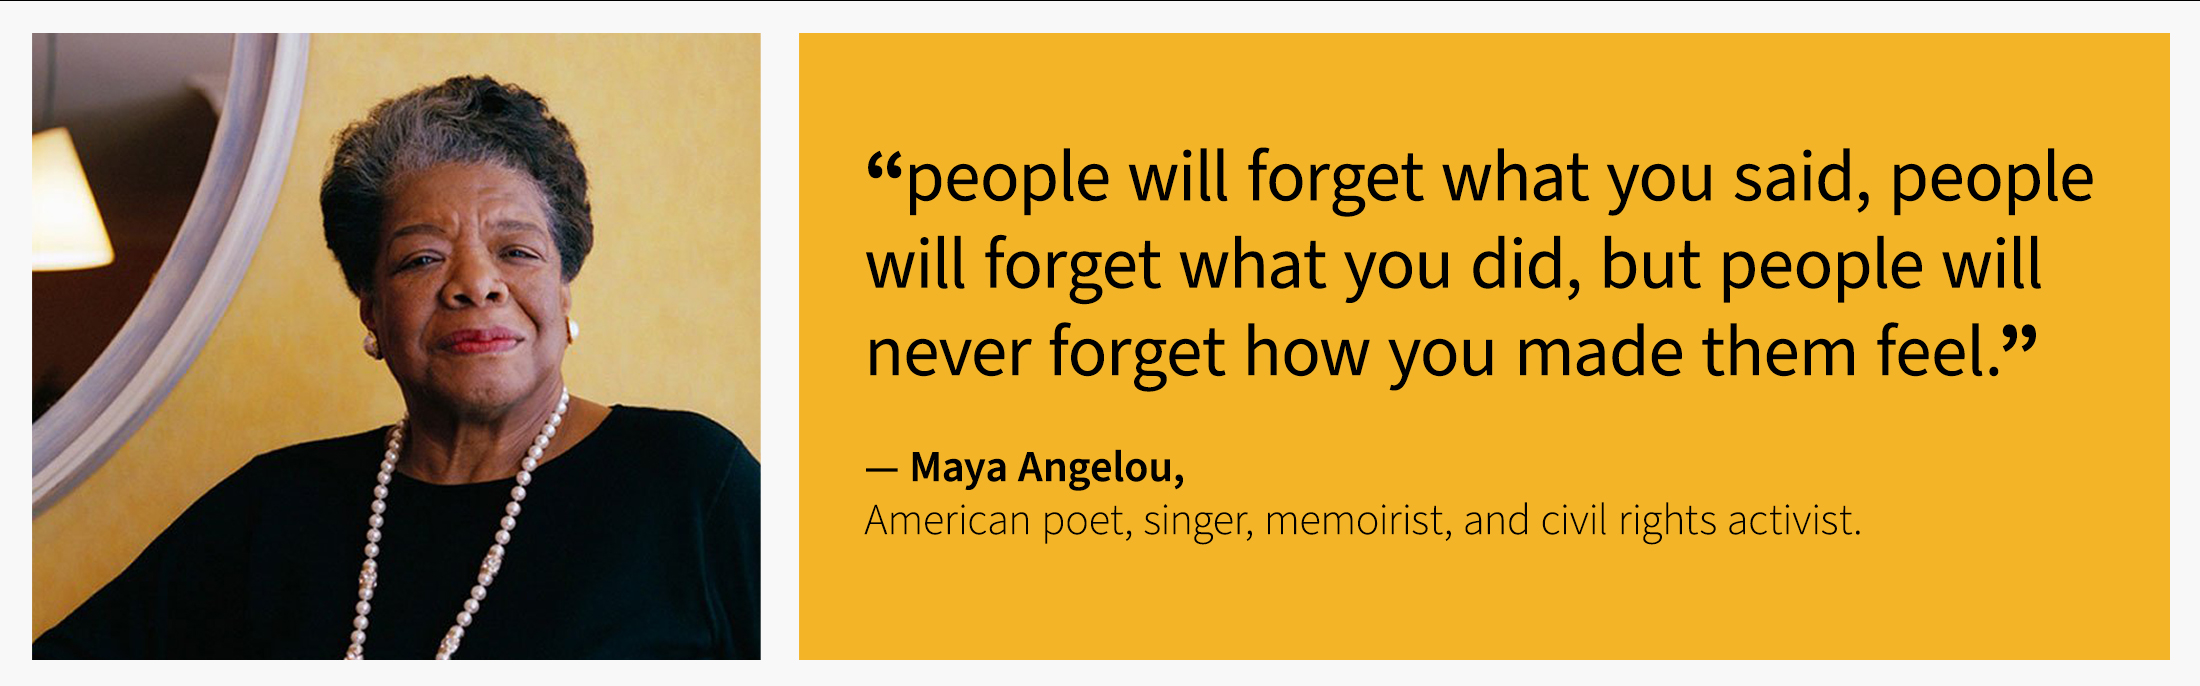 “people will forget what you said, people
will forget what you did, but people will
never forget how you made them feel.”
— Maya Angelou,
American poet, singer, memoirist, and civil rights activist.